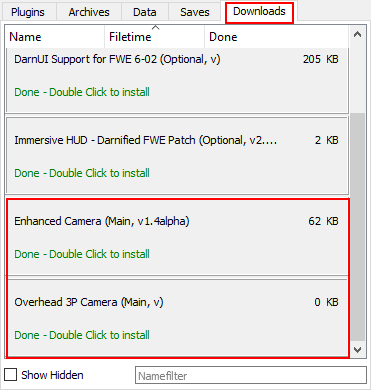 Plugins Archives Data Saves Downloads
Name Filetime Done
DarnUI Support for FWE 6-02 (Optional, v) 205 KB
Done - Double Click to install
Immersive HUD - Darnified FWE Patch (Optional, v2.... 2 KB
Done - Double Click to install
Enhanced Camera (Main, v1.4alpha) 62 KB
Done - Double Click to install
Overhead 3P Camera (Main, v) 0 KB
Done - Double Click to install
Show Hidden Namefilter